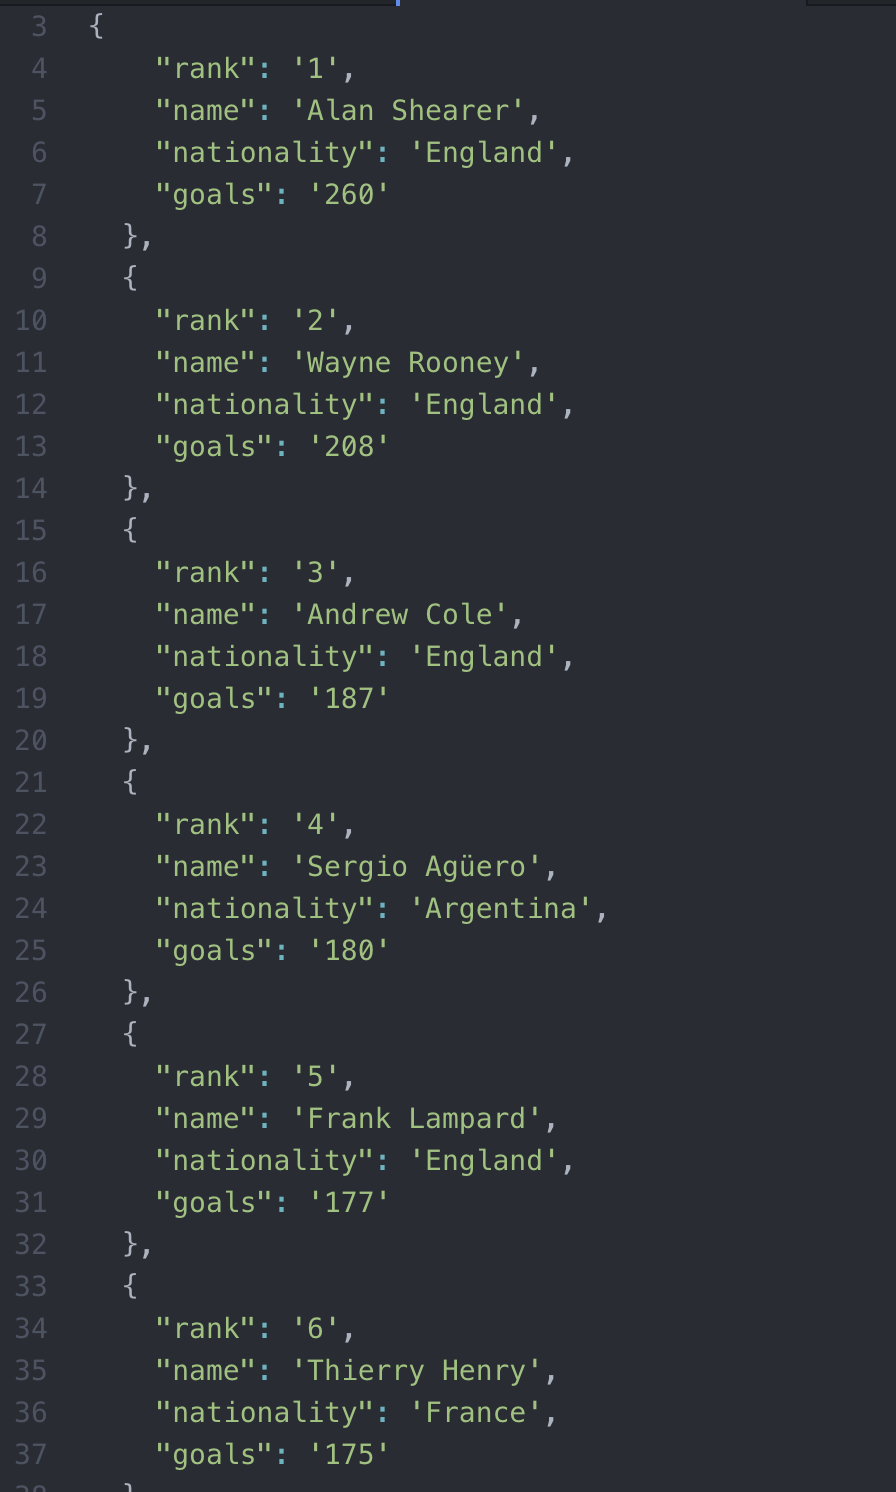 3 {
4 "rank": '1',
5 "name": 'Alan Shearer',
6 "nationality": 'England',
7 "goals": '260'
8 },
9 {
10 "rank": '2',
11 "name": 'Wayne Rooney',
12 "nationality": 'England',
13 "goals": '208'
14 },
15 {
16 "rank": '3',
17 "name": 'Andrew Cole',
18 "nationality": 'England',
19 "goals": '187'
20 },
21 {
22 "rank": '4',
23 "name": 'Sergio Agüero',
24 "nationality": 'Argentina',
25 "goals": '180'
26 },
27 {
28 "rank": '5',
29 "name": 'Frank Lampard',
30 "nationality": 'England',
31 "goals": '177'
32 },
33 {
34 "rank": '6',
35 "name": 'Thierry Henry',
36 "nationality": 'France',
37 "goals": '175'